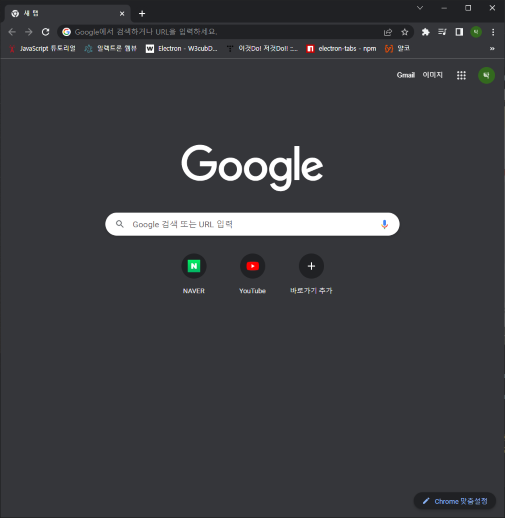 새 탭
Google에서 검색하거나 URL을 입력하세요.
JavaScript 튜토리얼
일렉트론 웹뷰
Electron - W3cubD...
이것Do! 저것Do!! ::...
electron-tabs - npm
알코
»
Gmail
이미지
틱
Google
Google 검색 또는 URL 입력
NAVER
YouTube
바로가기 추가
Chrome 맞춤설정